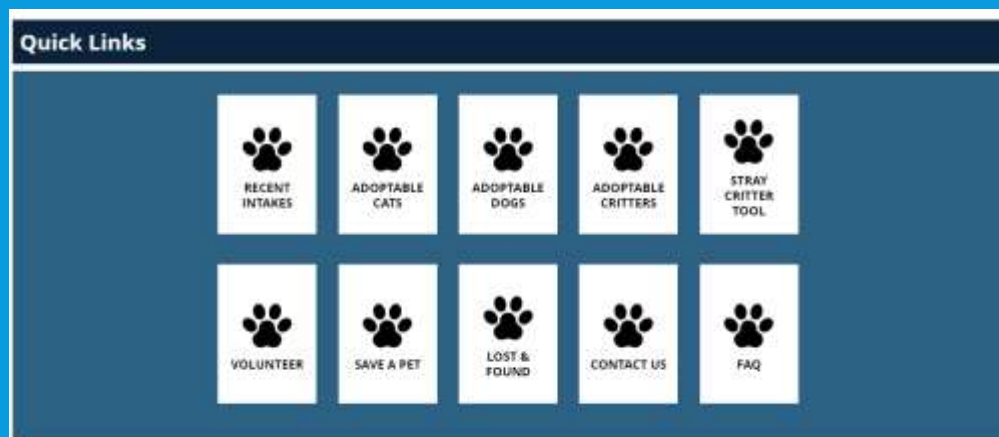 Quick Links
RECENT
INTAKES
ADOPTABLE
CATS
ADOPTABLE
DOGS
ADOPTABLE
CRITTERS
STRAY
CRITTER
TOOL
VOLUNTEER
SAVE A PET
LOST &
FOUND
CONTACT US
FAQ